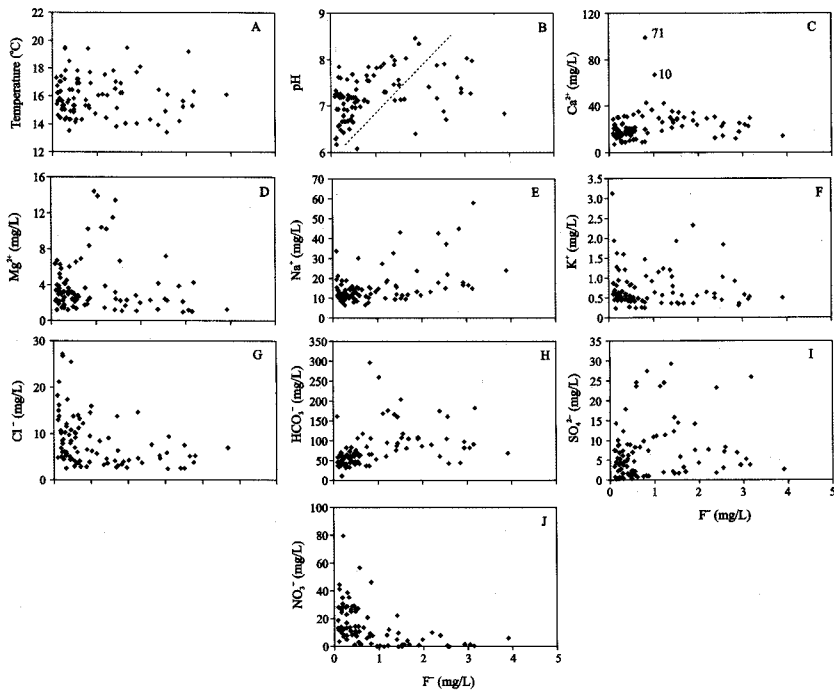 A
Temperature (°C)
22
20
18
16
14
12
B
pH
9
8
7
6
C
Ca²⁺ (mg/L)
120
80
40
0
71
10
D
Mg²⁺ (mg/L)
16
12
8
4
0
E
Na⁺ (mg/L)
70
60
50
40
30
20
10
0
F
K⁺ (mg/L)
3.5
3.0
2.5
2.0
1.5
1.0
0.5
0
G
Cl⁻ (mg/L)
30
20
10
0
H
HCO₃⁻ (mg/L)
350
300
250
200
150
100
50
0
I
SO₄²⁻ (mg/L)
35
30
25
20
15
10
5
0
0 1 2 3 4 5
F⁻ (mg/L)
J
NO₃⁻ (mg/L)
100
80
60
40
20
0
0 1 2 3 4 5
F⁻ (mg/L)